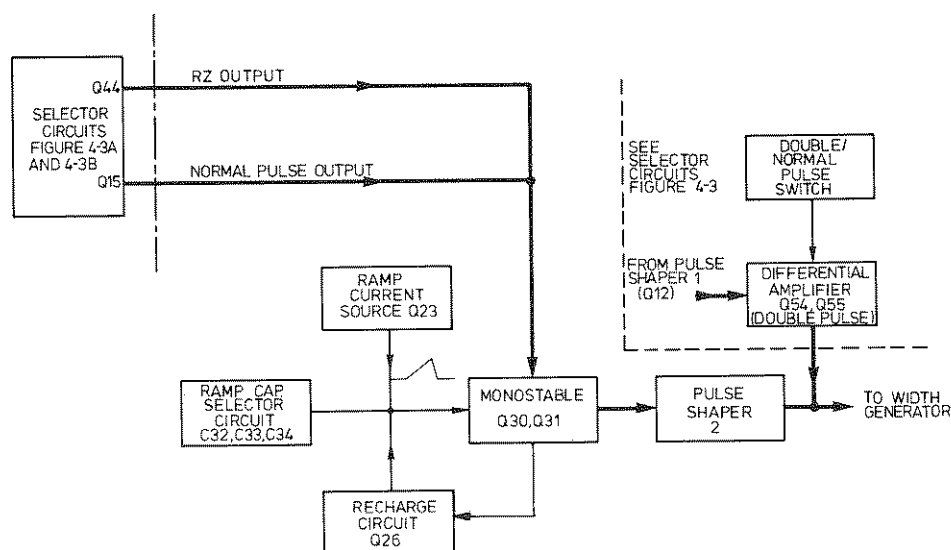 Q44
SELECTOR
CIRCUITS
FIGURE 4-3A
AND 4-3B
Q15
RZ OUTPUT
NORMAL PULSE OUTPUT
SEE
SELECTOR
CIRCUITS
FIGURE 4-3
DOUBLE/
NORMAL
PULSE
SWITCH
FROM PULSE
SHAPER 1
(Q12)
DIFFERENTIAL
AMPLIFIER
Q54,Q55
(DOUBLE PULSE)
RAMP
CURRENT
SOURCE Q23
RAMP CAP
SELECTOR
CIRCUIT
C32,C33,C34
MONOSTABLE
Q30,Q31
PULSE
SHAPER
2
TO WIDTH
GENERATOR
RECHARGE
CIRCUIT
Q26